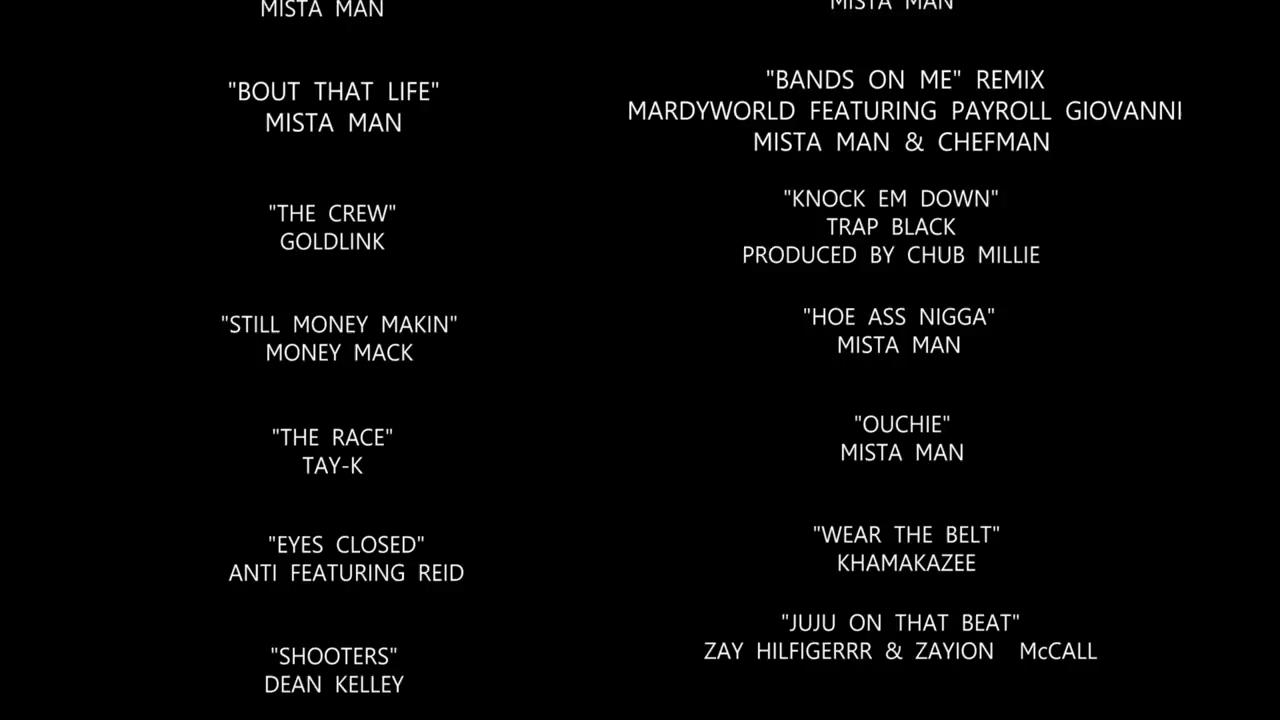 MISTA MAN
"BOUT THAT LIFE"
MISTA MAN
"THE CREW"
GOLDLINK
"STILL MONEY MAKIN"
MONEY MACK
"THE RACE"
TAY-K
"EYES CLOSED"
ANTI FEATURING REID
"SHOOTERS"
DEAN KELLEY
MISTA MAN
"BANDS ON ME" REMIX
MARDYWORLD FEATURING PAYROLL GIOVANNI
MISTA MAN & CHEFMAN
"KNOCK EM DOWN"
TRAP BLACK
PRODUCED BY CHUB MILLIE
"HOE ASS NIGGA"
MISTA MAN
"OUCHIE"
MISTA MAN
"WEAR THE BELT"
KHAMAKAZEE
"JUJU ON THAT BEAT"
ZAY HILFIGERRR & ZAYION McCALL